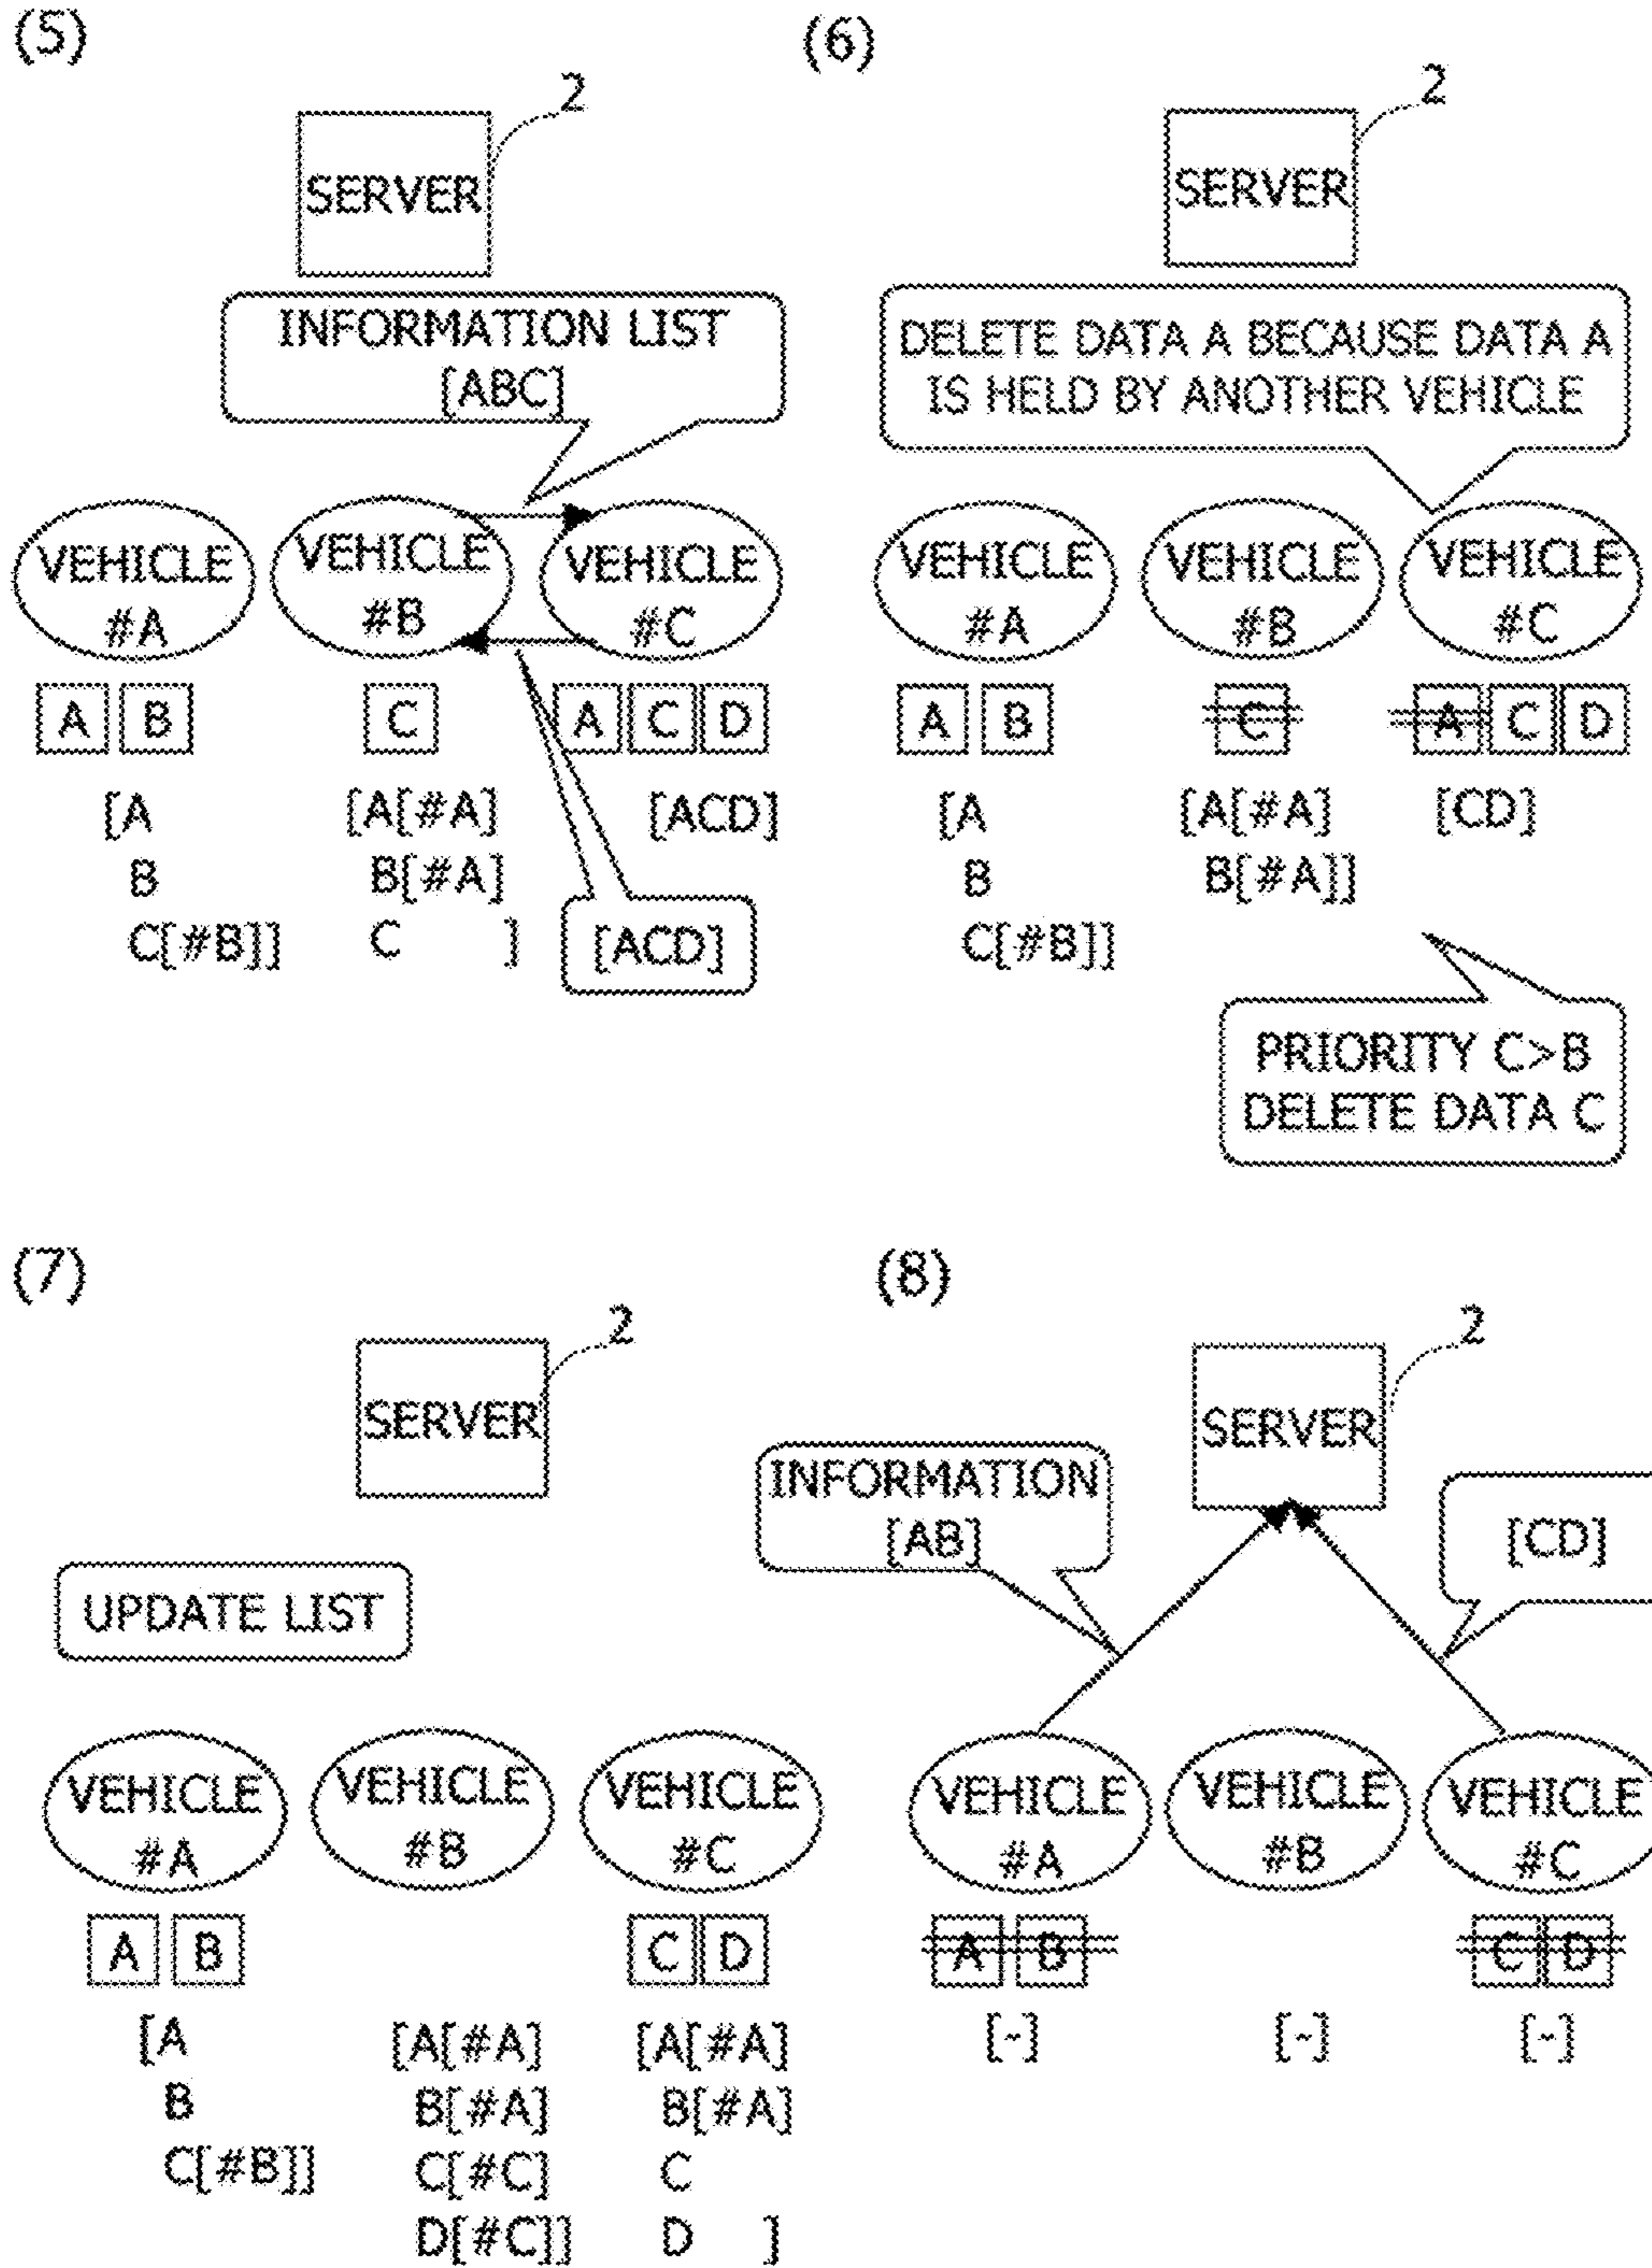 (5)
2
SERVER
INFORMATION LIST
[ABC]
VEHICLE
#A
VEHICLE
#B
VEHICLE
#C
A B
C
A C D
[A
B
C[#B]]
[A[#A]
B[#A]
C ]
[ACD]
[ACD]
(6)
2
SERVER
DELETE DATA A BECAUSE DATA A
IS HELD BY ANOTHER VEHICLE
VEHICLE
#A
VEHICLE
#B
VEHICLE
#C
A B
C
A C D
[A
B
C[#B]]
[A[#A]
B[#A]]
[CD]
PRIORITY C>B
DELETE DATA C
(7)
2
SERVER
UPDATE LIST
VEHICLE
#A
VEHICLE
#B
VEHICLE
#C
A B
C D
[A
B
C[#B]]
[A[#A]
B[#A]
C[#C]
D[#C]]
[A[#A]
B[#A]
C
D ]
(8)
2
SERVER
INFORMATION
[AB]
[CD]
VEHICLE
#A
VEHICLE
#B
VEHICLE
#C
A B
C D
[-]
[-]
[-]